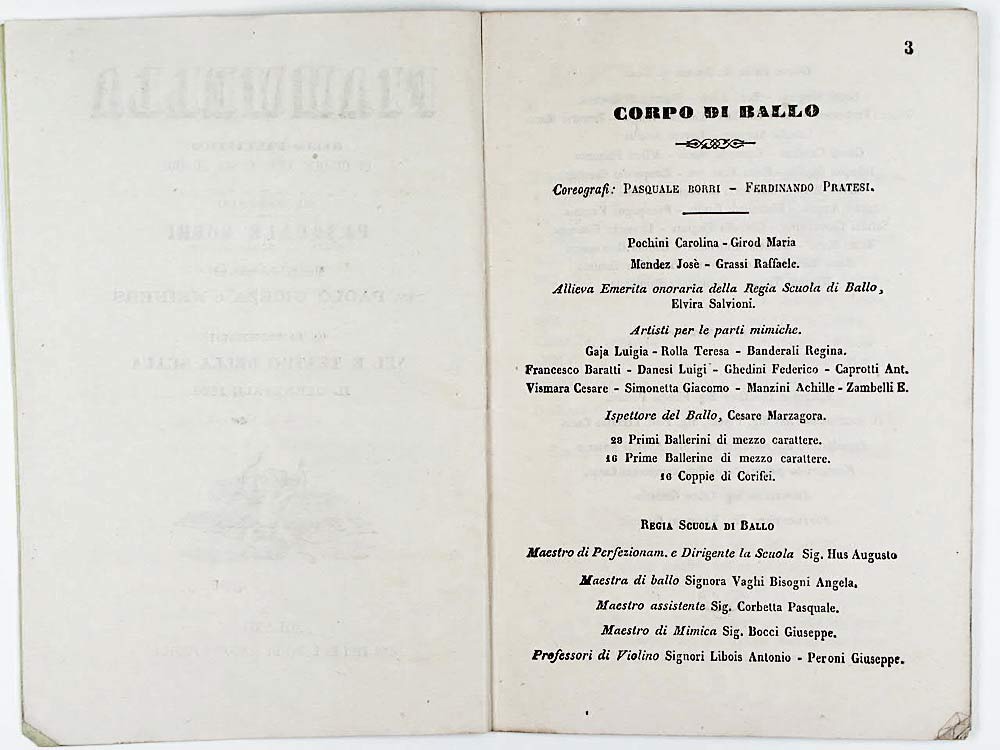 3
CORPO DI BALLO
Coreografi: PASQUALE BORRI – FERDINANDO PRATESI.
Pochini Carolina - Girod Maria
Mendez Josè - Grassi Raffaele.
Allieva Emerita onoraria della Regia Scuola di Ballo,
Elvira Salvioni.
Artisti per le parti mimiche.
Gaja Luigia - Rolla Teresa - Banderali Regina.
Francesco Baratti - Danesi Luigi - Ghedini Federico - Caprotti Ant.
Vismara Cesare - Simonetta Giacomo - Manzini Achille - Zambelli E.
Ispettore del Ballo, Cesare Marzagora.
Primi Ballerini di mezzo carattere.
16 Prime Ballerine di mezzo carattere.
16 Coppie di Corifei.
REGIA SCUOLA DI BALLO
Maestro di Perfezionam. e Dirigente la Scuola Sig. Hus Augusto
Maestra di ballo Signora Vaghi Bisogni Angela.
Maestro assistente Sig. Corbetta Pasquale.
Maestro di Mimica Sig. Bocci Giuseppe.
Professori di Violino Signori Libois Antonio - Peroni Giuseppe.